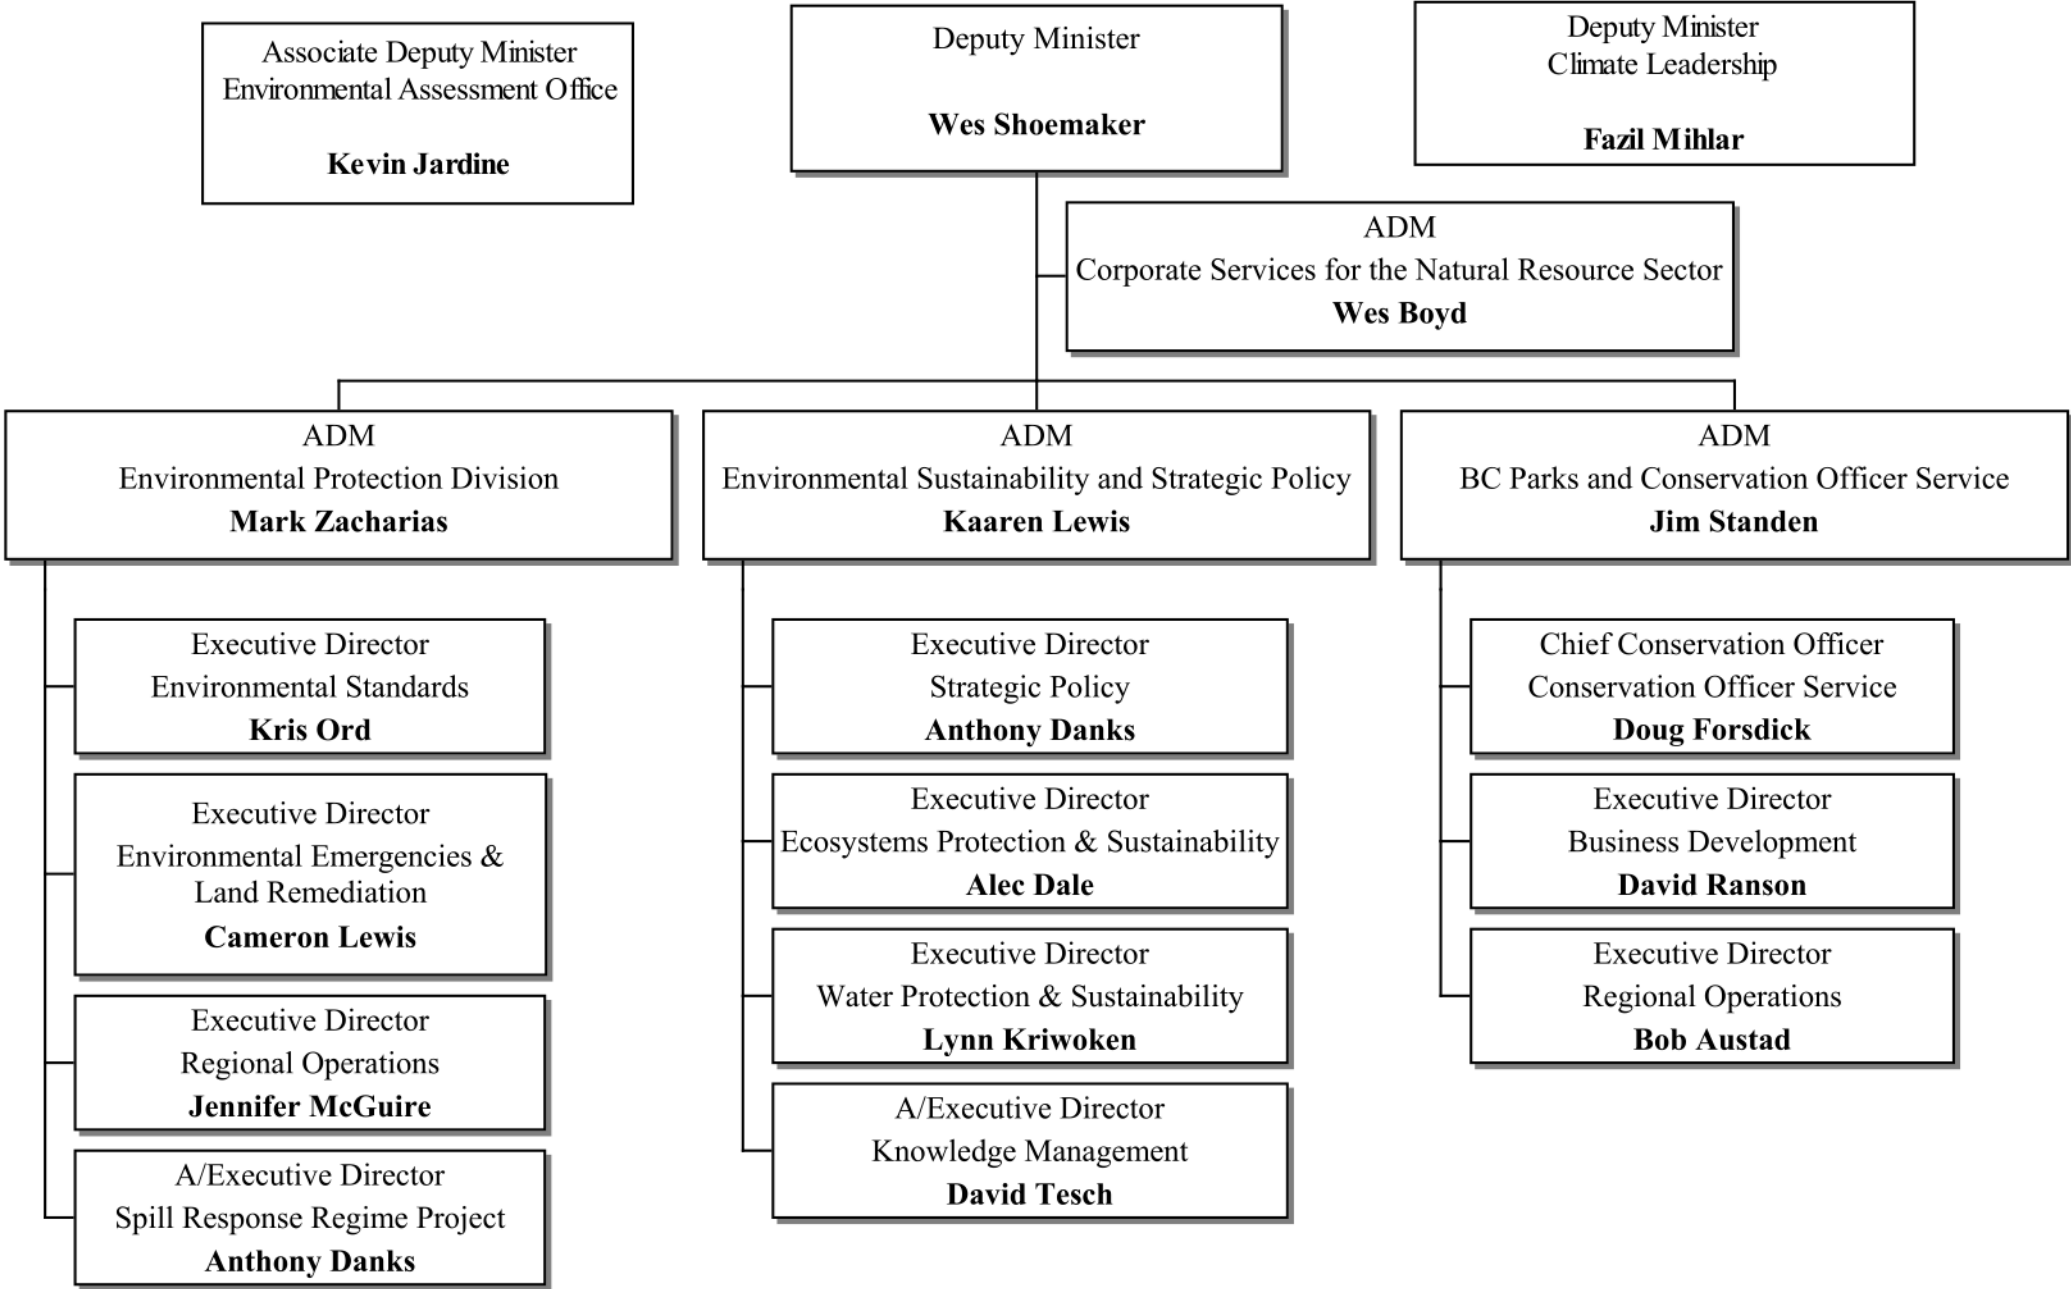 Associate Deputy Minister
Environmental Assessment Office
Kevin Jardine
Deputy Minister
Wes Shoemaker
Deputy Minister
Climate Leadership
Fazil Mihlar
ADM
Corporate Services for the Natural Resource Sector
Wes Boyd
ADM
Environmental Protection Division
Mark Zacharias
ADM
Environmental Sustainability and Strategic Policy
Kaaren Lewis
ADM
BC Parks and Conservation Officer Service
Jim Standen
Executive Director
Environmental Standards
Kris Ord
Executive Director
Environmental Emergencies &
Land Remediation
Cameron Lewis
Executive Director
Regional Operations
Jennifer McGuire
A/Executive Director
Spill Response Regime Project
Anthony Danks
Executive Director
Strategic Policy
Anthony Danks
Executive Director
Ecosystems Protection & Sustainability
Alec Dale
Executive Director
Water Protection & Sustainability
Lynn Kriwoken
A/Executive Director
Knowledge Management
David Tesch
Chief Conservation Officer
Conservation Officer Service
Doug Forsdick
Executive Director
Business Development
David Ranson
Executive Director
Regional Operations
Bob Austad